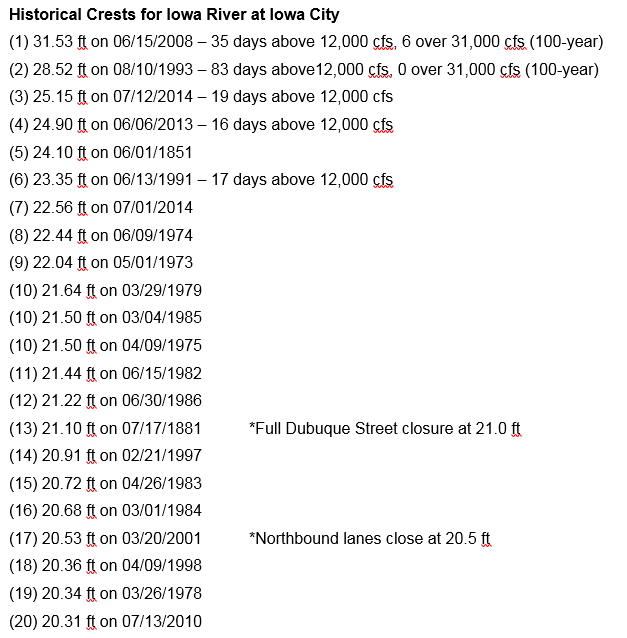 Historical Crests for Iowa River at Iowa City
(1) 31.53 ft on 06/15/2008 – 35 days above 12,000 cfs, 6 over 31,000 cfs (100-year)
(2) 28.52 ft on 08/10/1993 – 83 days above12,000 cfs, 0 over 31,000 cfs (100-year)
(3) 25.15 ft on 07/12/2014 – 19 days above 12,000 cfs
(4) 24.90 ft on 06/06/2013 – 16 days above 12,000 cfs
(5) 24.10 ft on 06/01/1851
(6) 23.35 ft on 06/13/1991 – 17 days above 12,000 cfs
(7) 22.56 ft on 07/01/2014
(8) 22.44 ft on 06/09/1974
(9) 22.04 ft on 05/01/1973
(10) 21.64 ft on 03/29/1979
(10) 21.50 ft on 03/04/1985
(10) 21.50 ft on 04/09/1975
(11) 21.44 ft on 06/15/1982
(12) 21.22 ft on 06/30/1986
(13) 21.10 ft on 07/17/1881 *Full Dubuque Street closure at 21.0 ft
(14) 20.91 ft on 02/21/1997
(15) 20.72 ft on 04/26/1983
(16) 20.68 ft on 03/01/1984
(17) 20.53 ft on 03/20/2001 *Northbound lanes close at 20.5 ft
(18) 20.36 ft on 04/09/1998
(19) 20.34 ft on 03/26/1978
(20) 20.31 ft on 07/13/2010